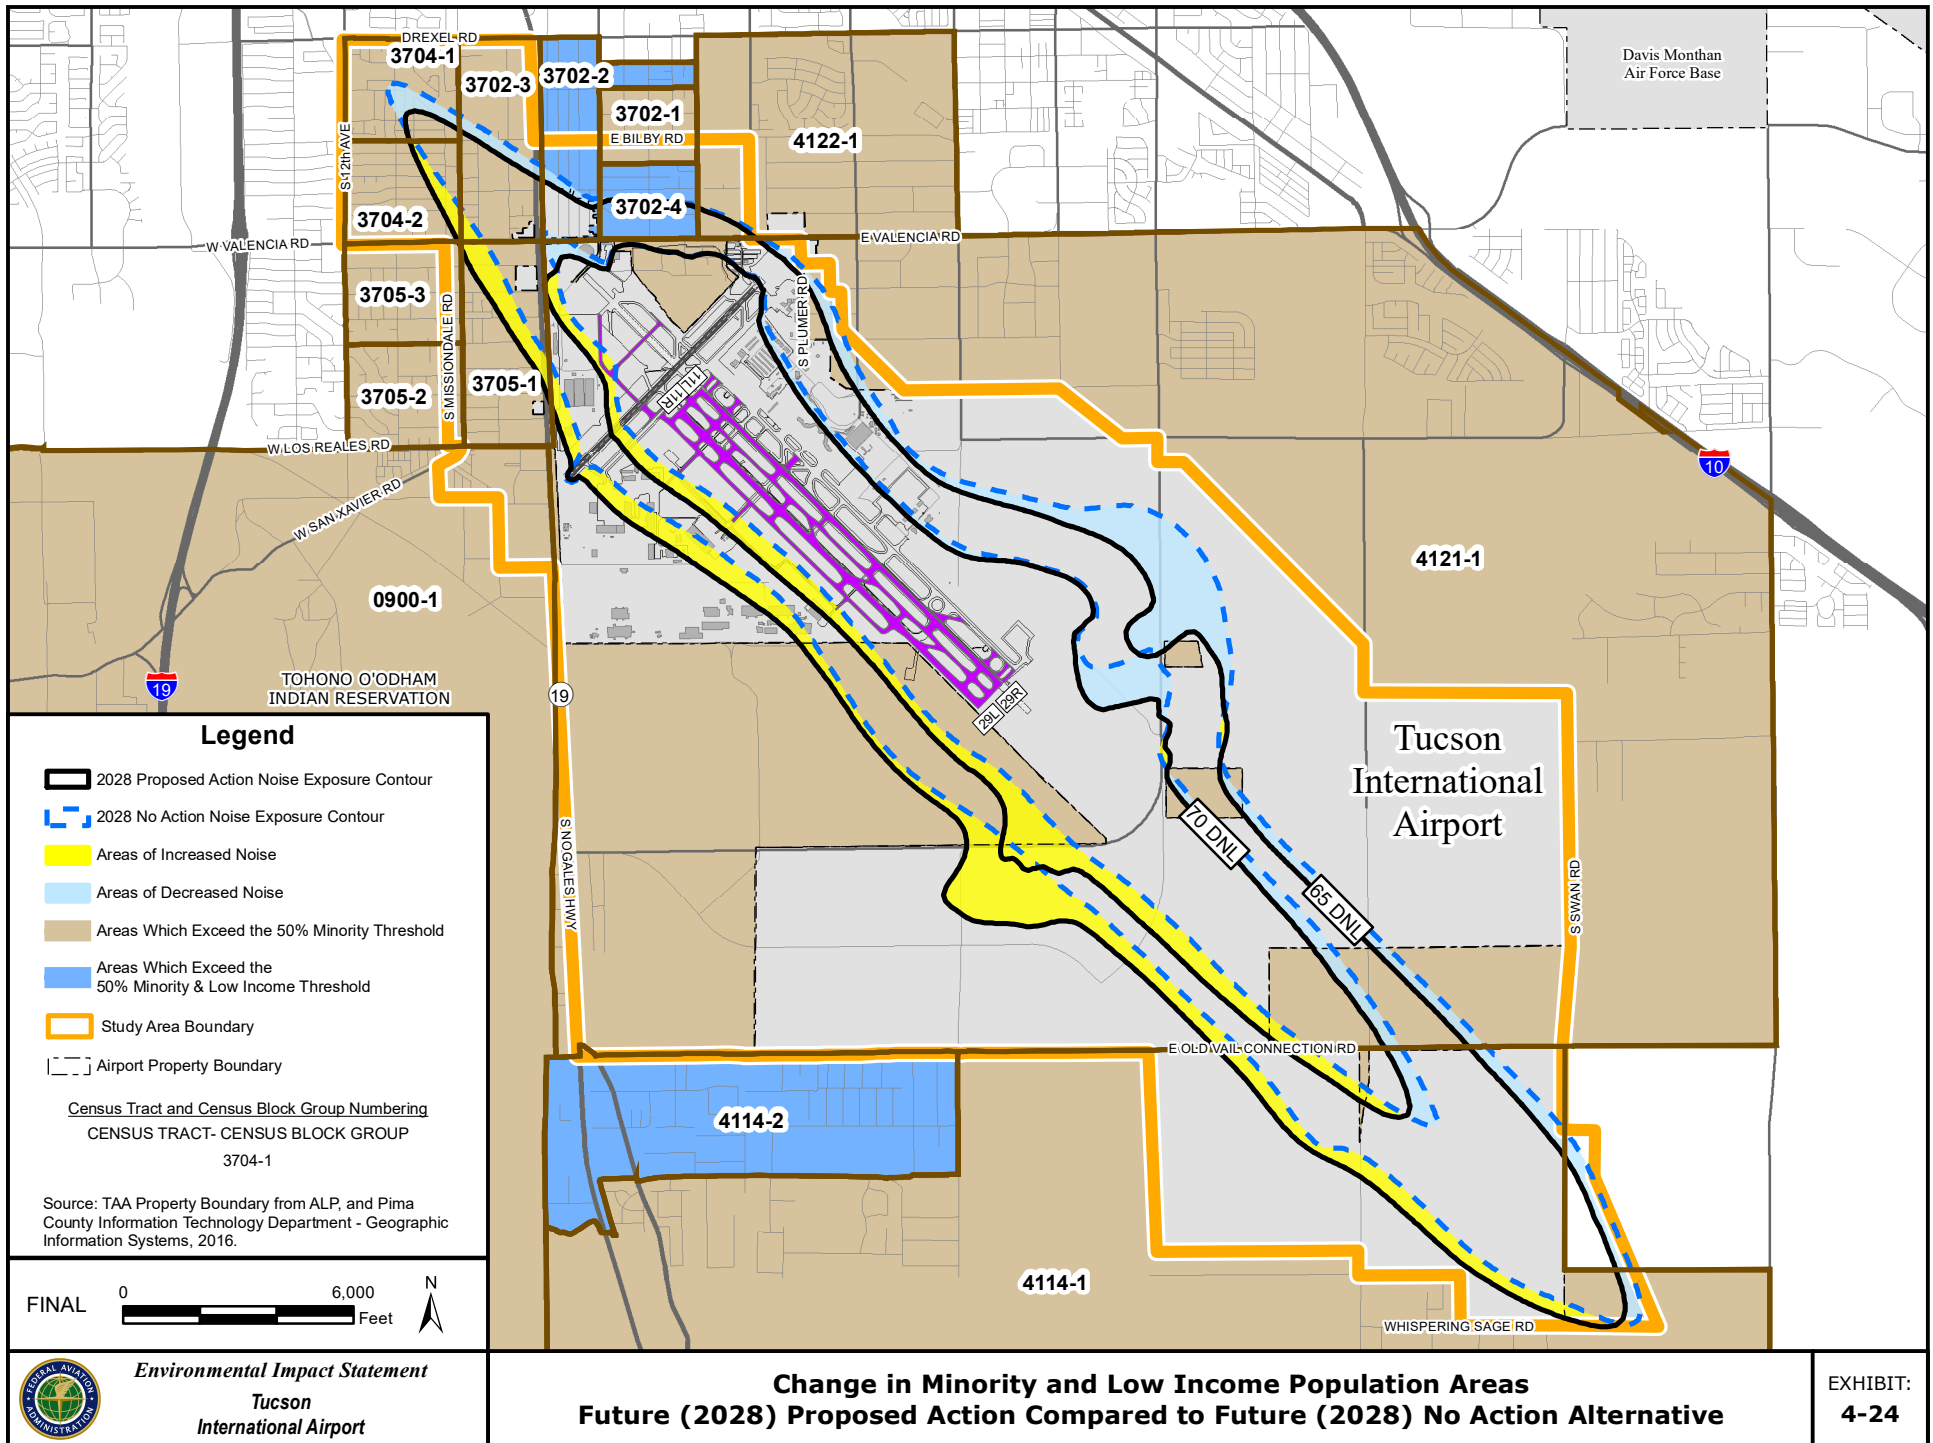 DREXEL RD
3704-1
3702-3
3702-2
3702-1
E BILBY RD
4122-1
Davis Monthan
Air Force Base
S 12th AVE
3704-2
3702-4
W VALENCIA RD
E VALENCIA RD
3705-3
S MISSIONDALE RD
S PLUMER RD
3705-2
3705-1
11L
11R
W LOS REALES RD
W SAN XAVIER RD
10
4121-1
0900-1
TOHONO O'ODHAM
INDIAN RESERVATION
19
19
29L
29R
Tucson
International
Airport
70 DNL
65 DNL
S NOGALES HWY
S SWAN RD
E OLD VAIL CONNECTION RD
4114-2
4114-1
WHISPERING SAGE RD
Legend
2028 Proposed Action Noise Exposure Contour
2028 No Action Noise Exposure Contour
Areas of Increased Noise
Areas of Decreased Noise
Areas Which Exceed the 50% Minority Threshold
Areas Which Exceed the
50% Minority & Low Income Threshold
Study Area Boundary
Airport Property Boundary
Census Tract and Census Block Group Numbering
CENSUS TRACT- CENSUS BLOCK GROUP
3704-1
Source: TAA Property Boundary from ALP, and Pima
County Information Technology Department - Geographic
Information Systems, 2016.
FINAL
0 6,000
Feet
N
FEDERAL AVIATION
ADMINISTRATION
Environmental Impact Statement
Tucson
International Airport
Change in Minority and Low Income Population Areas
Future (2028) Proposed Action Compared to Future (2028) No Action Alternative
EXHIBIT:
4-24